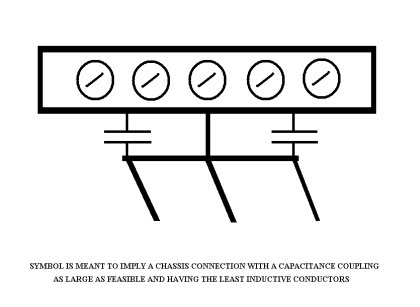 SYMBOL IS MEANT TO IMPLY A CHASSIS CONNECTION WITH A CAPACITANCE COUPLING
AS LARGE AS FEASIBLE AND HAVING THE LEAST INDUCTIVE CONDUCTORS